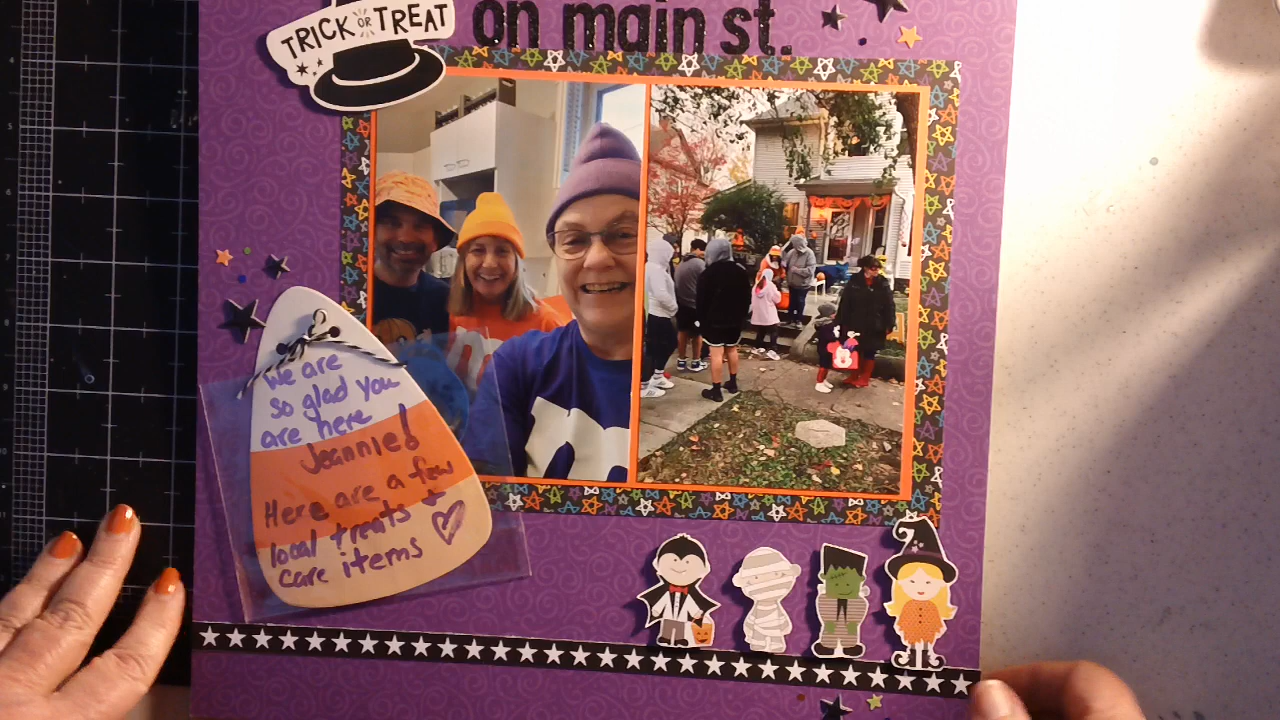 TRICK OR TREAT
on main st.
We are
so glad you
are here
Jeannie!
Here are a few
local treats +
care items